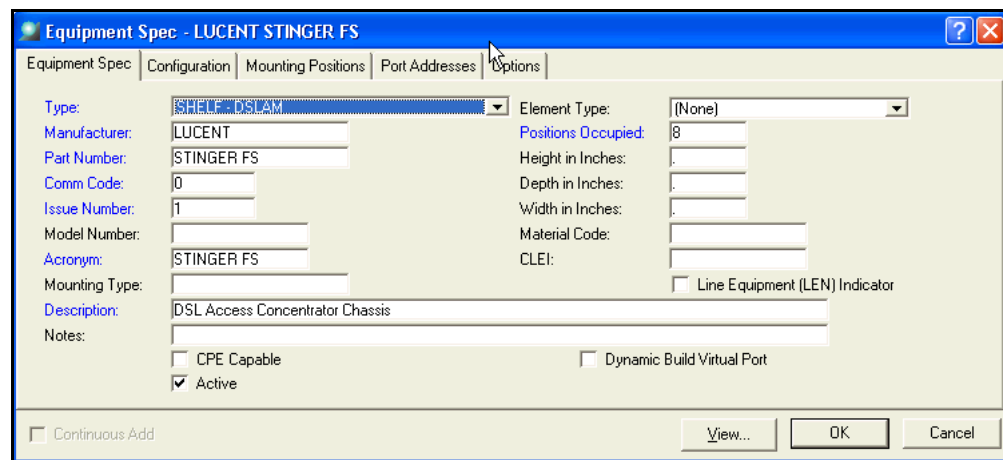 Equipment Spec - LUCENT STINGER FS
Equipment Spec Configuration Mounting Positions Port Addresses Options
Type: SHELF - DSLAM Element Type: (None)
Manufacturer: LUCENT Positions Occupied: 8
Part Number: STINGER FS Height in Inches: .
Comm Code: 0 Depth in Inches: .
Issue Number: 1 Width in Inches: .
Model Number: Material Code:
Acronym: STINGER FS CLEI:
Mounting Type: Line Equipment (LEN) Indicator
Description: DSL Access Concentrator Chassis
Notes:
CPE Capable Dynamic Build Virtual Port
Active
Continuous Add View... OK Cancel